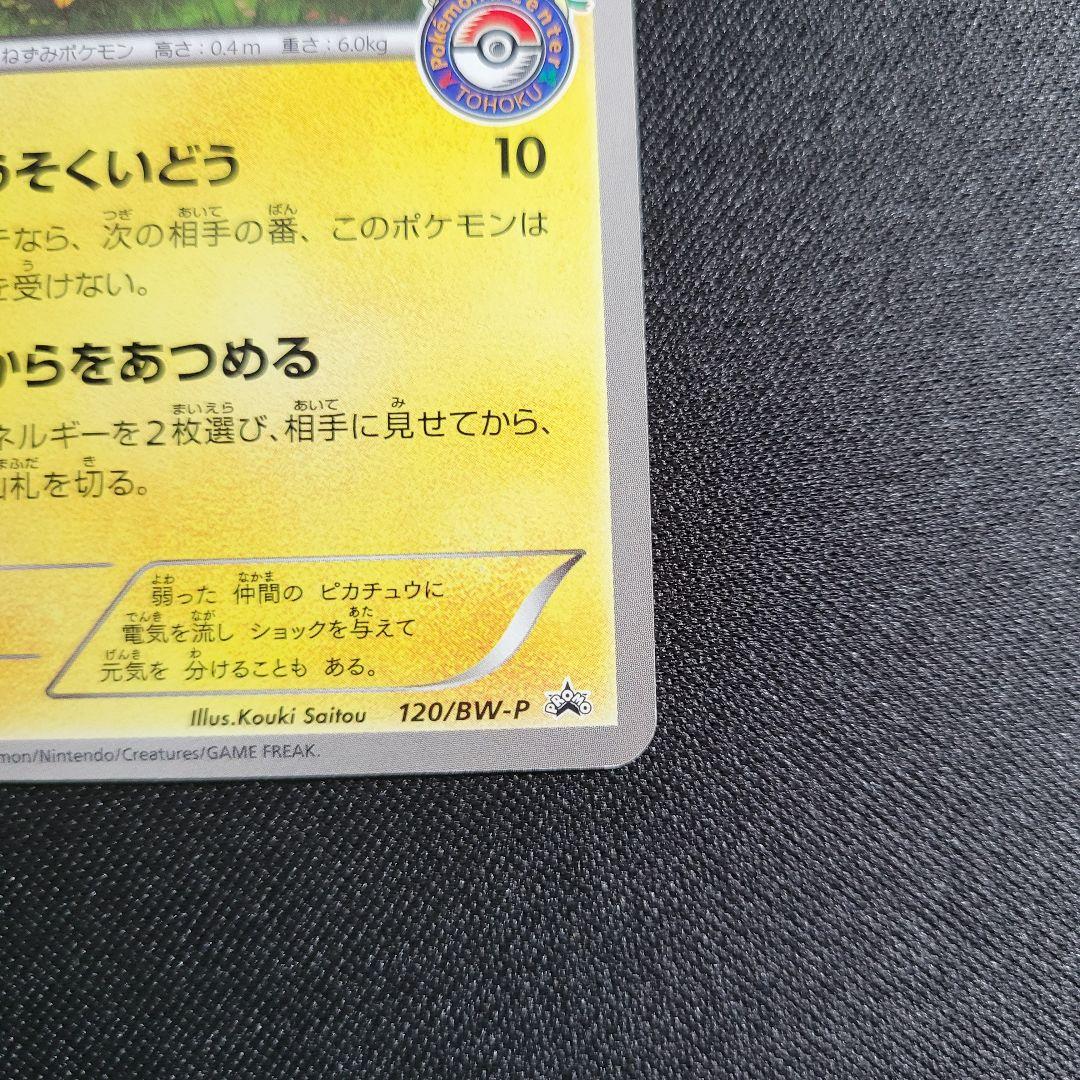 Pokémon Center
TOHOKU
ねずみポケモン 高さ:0.4m 重さ:6.0kg
うそくいどう 10
なら、次の相手の番、このポケモンは
を受けない。
からをあつめる
ネルギーを2枚選び、相手に見せてから、
山札を切る。
弱った 仲間の ピカチュウに
電気を流し ショックを与えて
元気を 分けることも ある。
Illus.Kouki Saitou 120/BW-P PROMO
mon/Nintendo/Creatures/GAME FREAK.